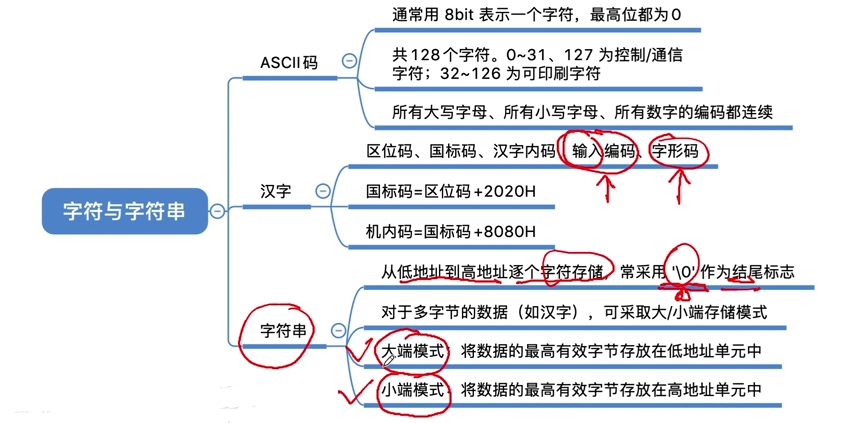 通常用 8bit 表示一个字符，最高位都为0
ASCII码
共128个字符。0~31、127 为控制/通信
字符；32~126 为可印刷字符
所有大写字母、所有小写字母、所有数字的编码都连续
区位码、国标码、汉字内码 输入编码、字形码
汉字
国标码=区位码+2020H
机内码=国标码+8080H
字符与字符串
从低地址到高地址逐个字符存储，常采用 '\0' 作为结尾标志
字符串
对于多字节的数据（如汉字），可采取大/小端存储模式
大端模式 将数据的最高有效字节存放在低地址单元中
小端模式 将数据的最高有效字节存放在高地址单元中